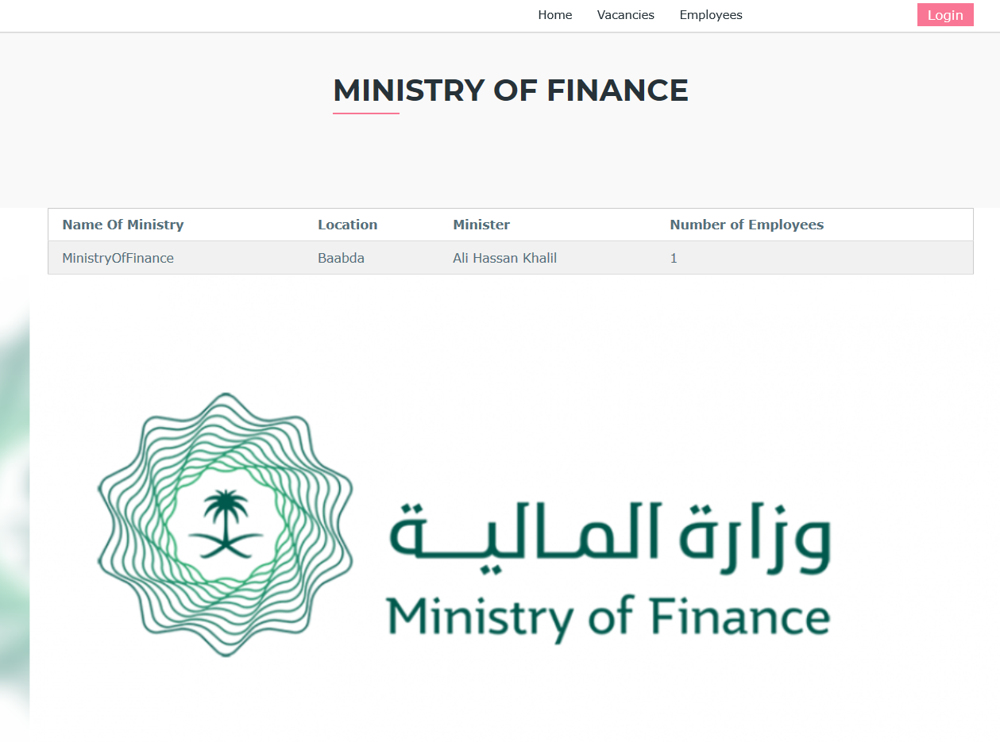 Home Vacancies Employees Login
MINISTRY OF FINANCE
Name Of Ministry Location Minister Number of Employees
MinistryOfFinance Baabda Ali Hassan Khalil 1
وزارة المالية
Ministry of Finance